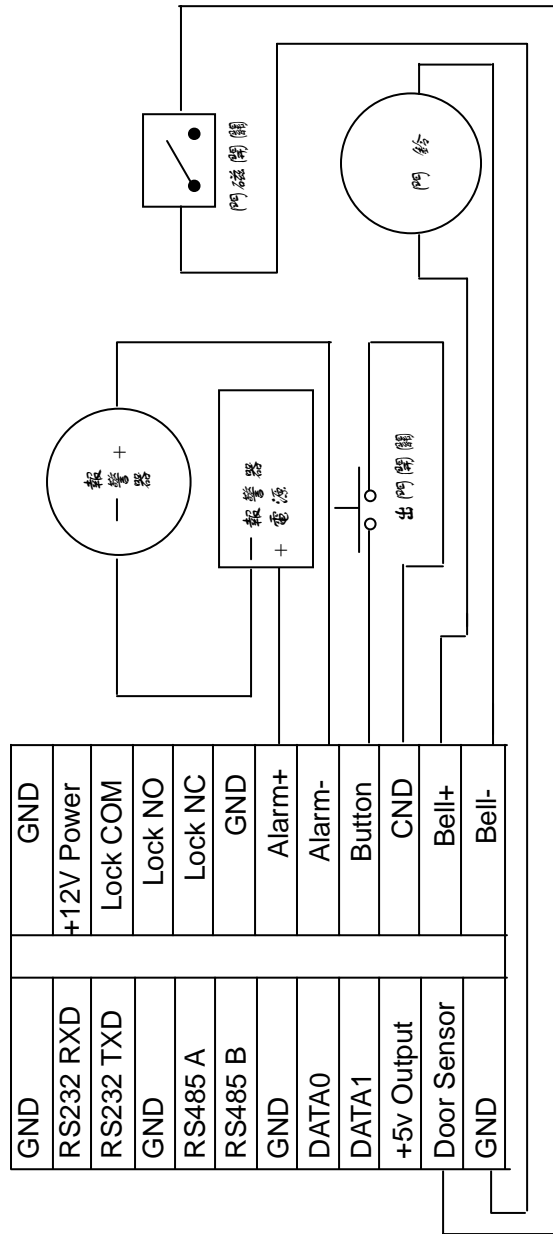 門磁開關
門 鈴
報警器
— +
報警器
電源
— +
出門開關
GND
+12V Power
Lock COM
Lock NO
Lock NC
GND
Alarm+
Alarm-
Button
CND
Bell+
Bell-
GND
RS232 RXD
RS232 TXD
GND
RS485 A
RS485 B
GND
DATA0
DATA1
+5v Output
Door Sensor
GND